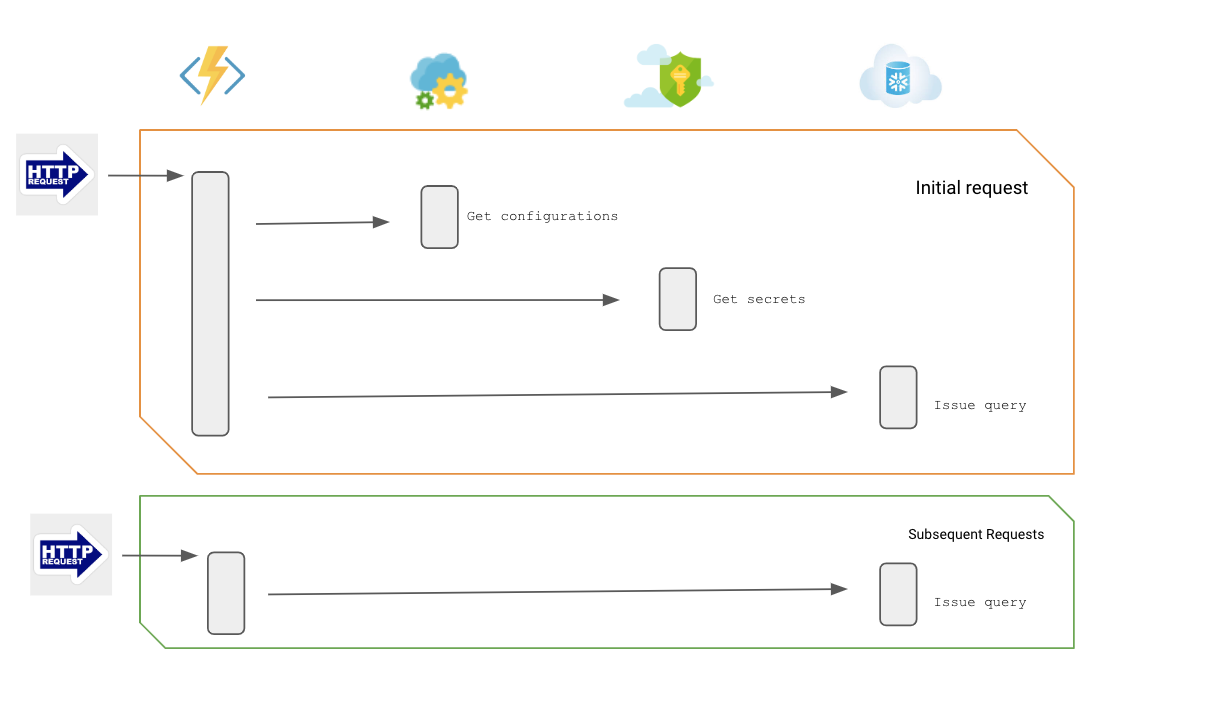 HTTP
REQUEST
Initial request
Get configurations
Get secrets
Issue query
HTTP
REQUEST
Subsequent Requests
Issue query